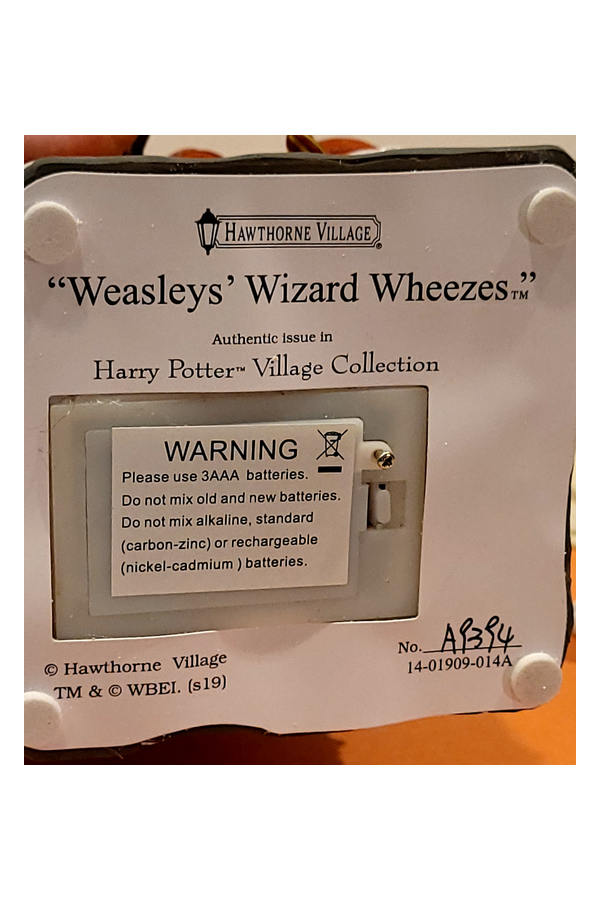 HAWTHORNE VILLAGE®
“Weasleys’ Wizard Wheezes™”
Authentic issue in
Harry Potter™ Village Collection
WARNING
Please use 3AAA batteries.
Do not mix old and new batteries.
Do not mix alkaline, standard
(carbon-zinc) or rechargeable
(nickel-cadmium ) batteries.
No. A9394
14-01909-014A
© Hawthorne Village
TM & © WBEI. (s19)